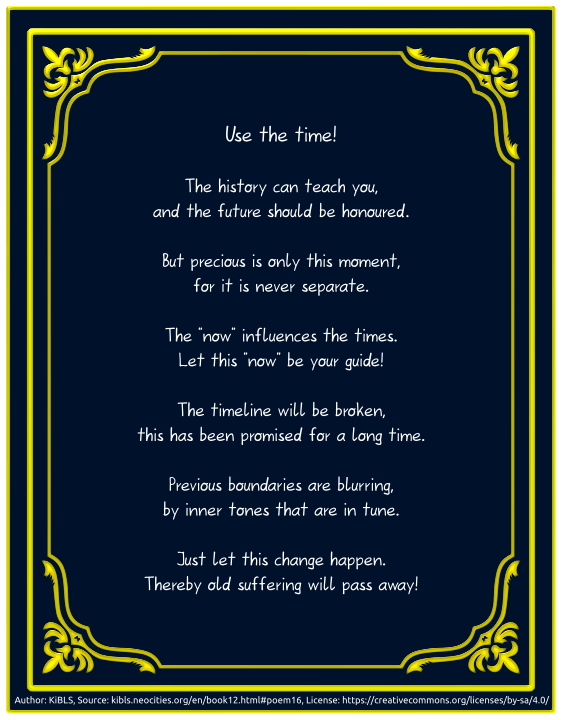 Use the time!
The history can teach you,
and the future should be honoured.
But precious is only this moment,
for it is never separate.
The "now" influences the times.
Let this "now" be your guide!
The timeline will be broken,
this has been promised for a long time.
Previous boundaries are blurring,
by inner tones that are in tune.
Just let this change happen.
Thereby old suffering will pass away!
Author: KiBLS, Source: kibls.neocities.org/en/book12.html#poem16, License: https://creativecommons.org/licenses/by-sa/4.0/